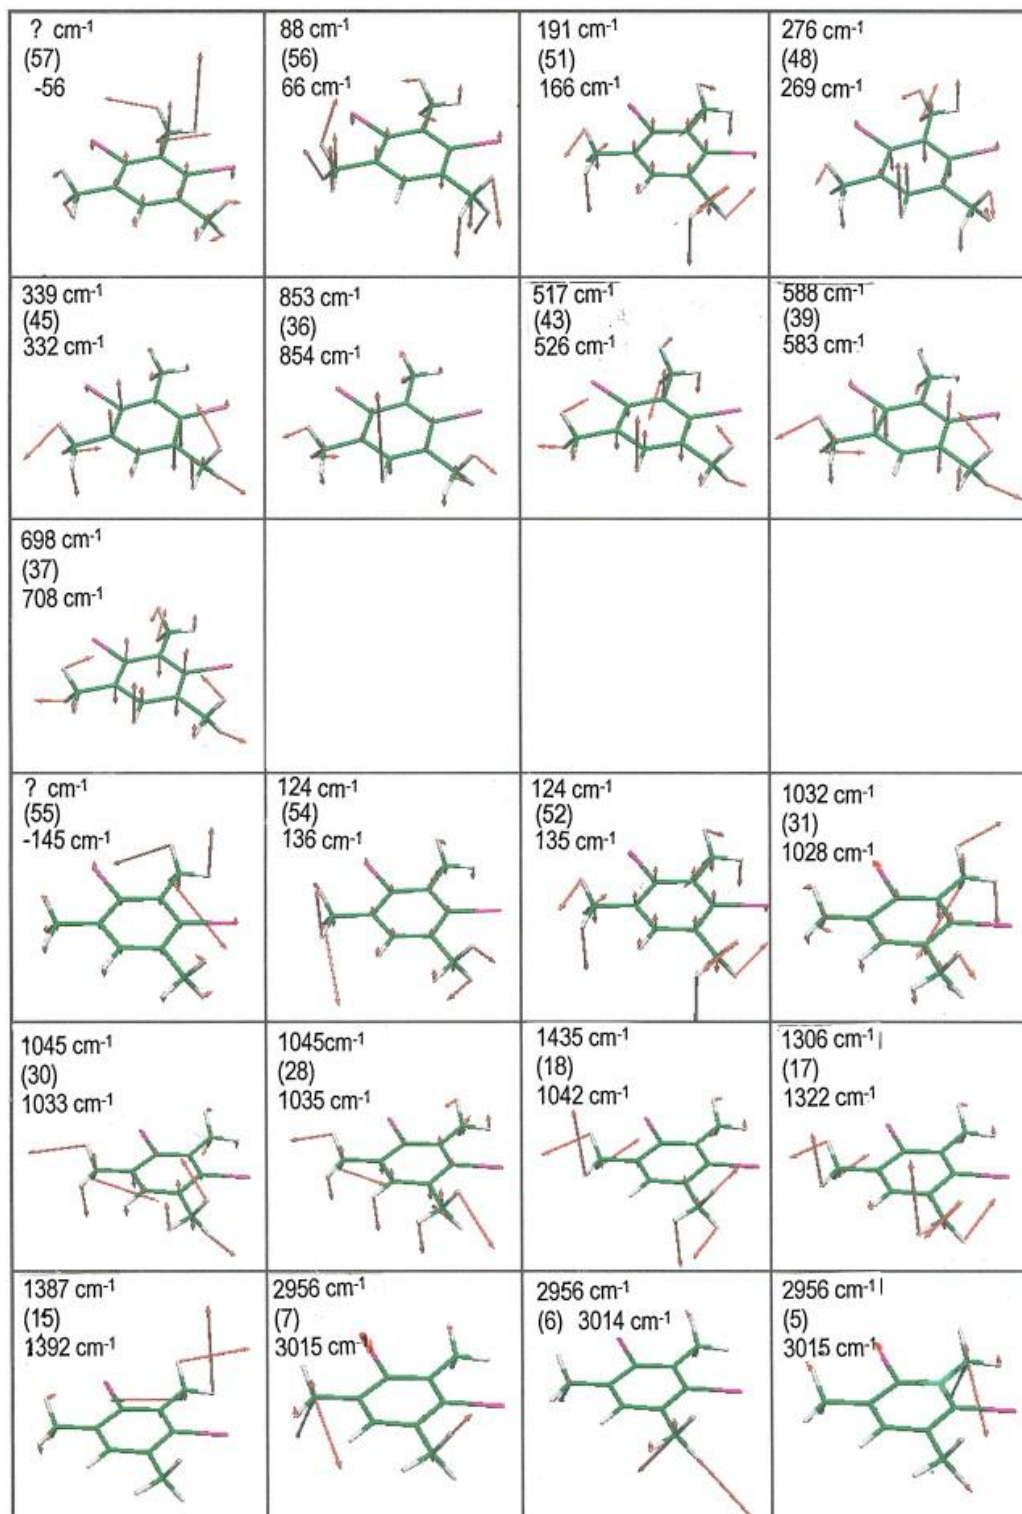 ? cm-1
(57)
-56
88 cm-1
(56)
66 cm-1
191 cm-1
(51)
166 cm-1
276 cm-1
(48)
269 cm-1
339 cm-1
(45)
332 cm-1
853 cm-1
(36)
854 cm-1
517 cm-1
(43)
526 cm-1
588 cm-1
(39)
583 cm-1
698 cm-1
(37)
708 cm-1
? cm-1
(55)
-145 cm-1
124 cm-1
(54)
136 cm-1
124 cm-1
(52)
135 cm-1
1032 cm-1
(31)
1028 cm-1
1045 cm-1
(30)
1033 cm-1
1045cm-1
(28)
1035 cm-1
1435 cm-1
(18)
1042 cm-1
1306 cm-1
(17)
1322 cm-1
1387 cm-1
(15)
1392 cm-1
2956 cm-1
(7)
3015 cm-1
2956 cm-1
(6) 3014 cm-1
2956 cm-1
(5)
3015 cm-1